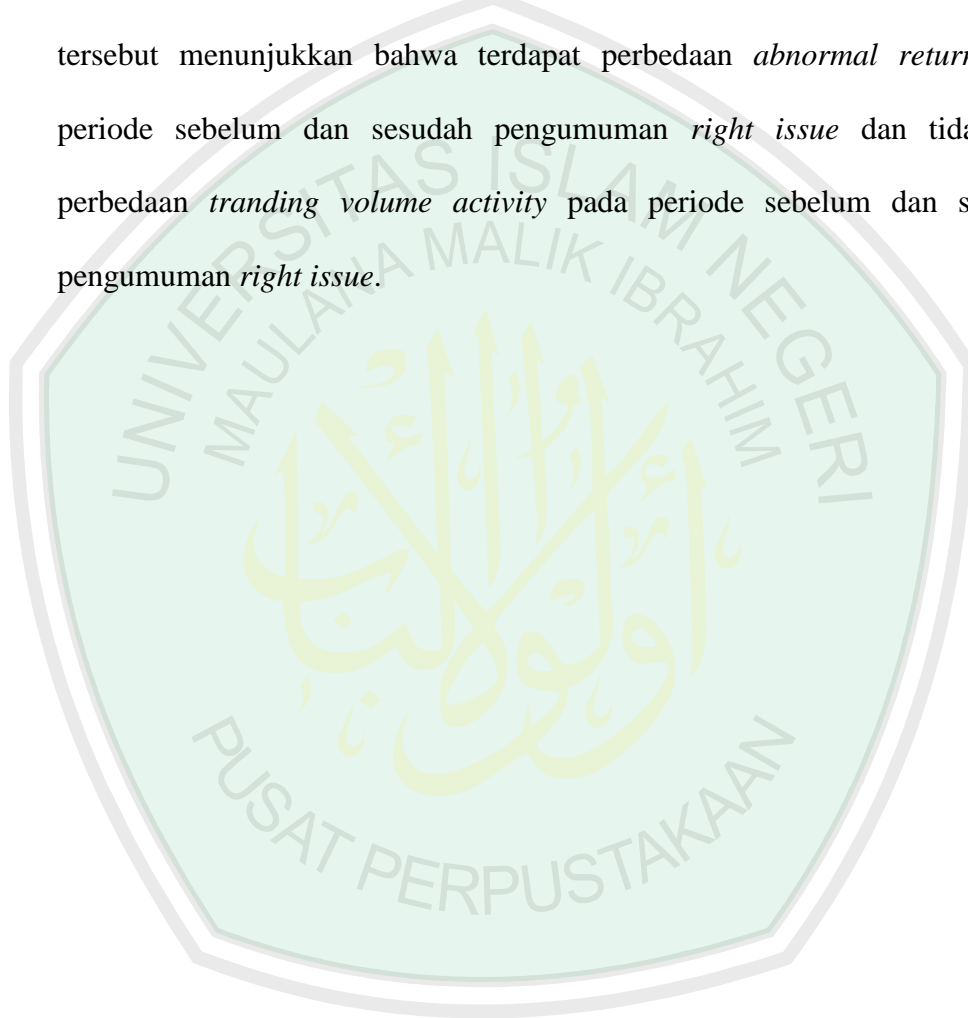 tersebut menunjukkan bahwa terdapat perbedaan abnormal return
periode sebelum dan sesudah pengumuman right issue dan tida
perbedaan tranding volume activity pada periode sebelum dan s
pengumuman right issue.
UNIVERSITAS ISLAM NEGERI
MAULANA MALIK IBRAHIM
PUSAT PERPUSTAKAAN